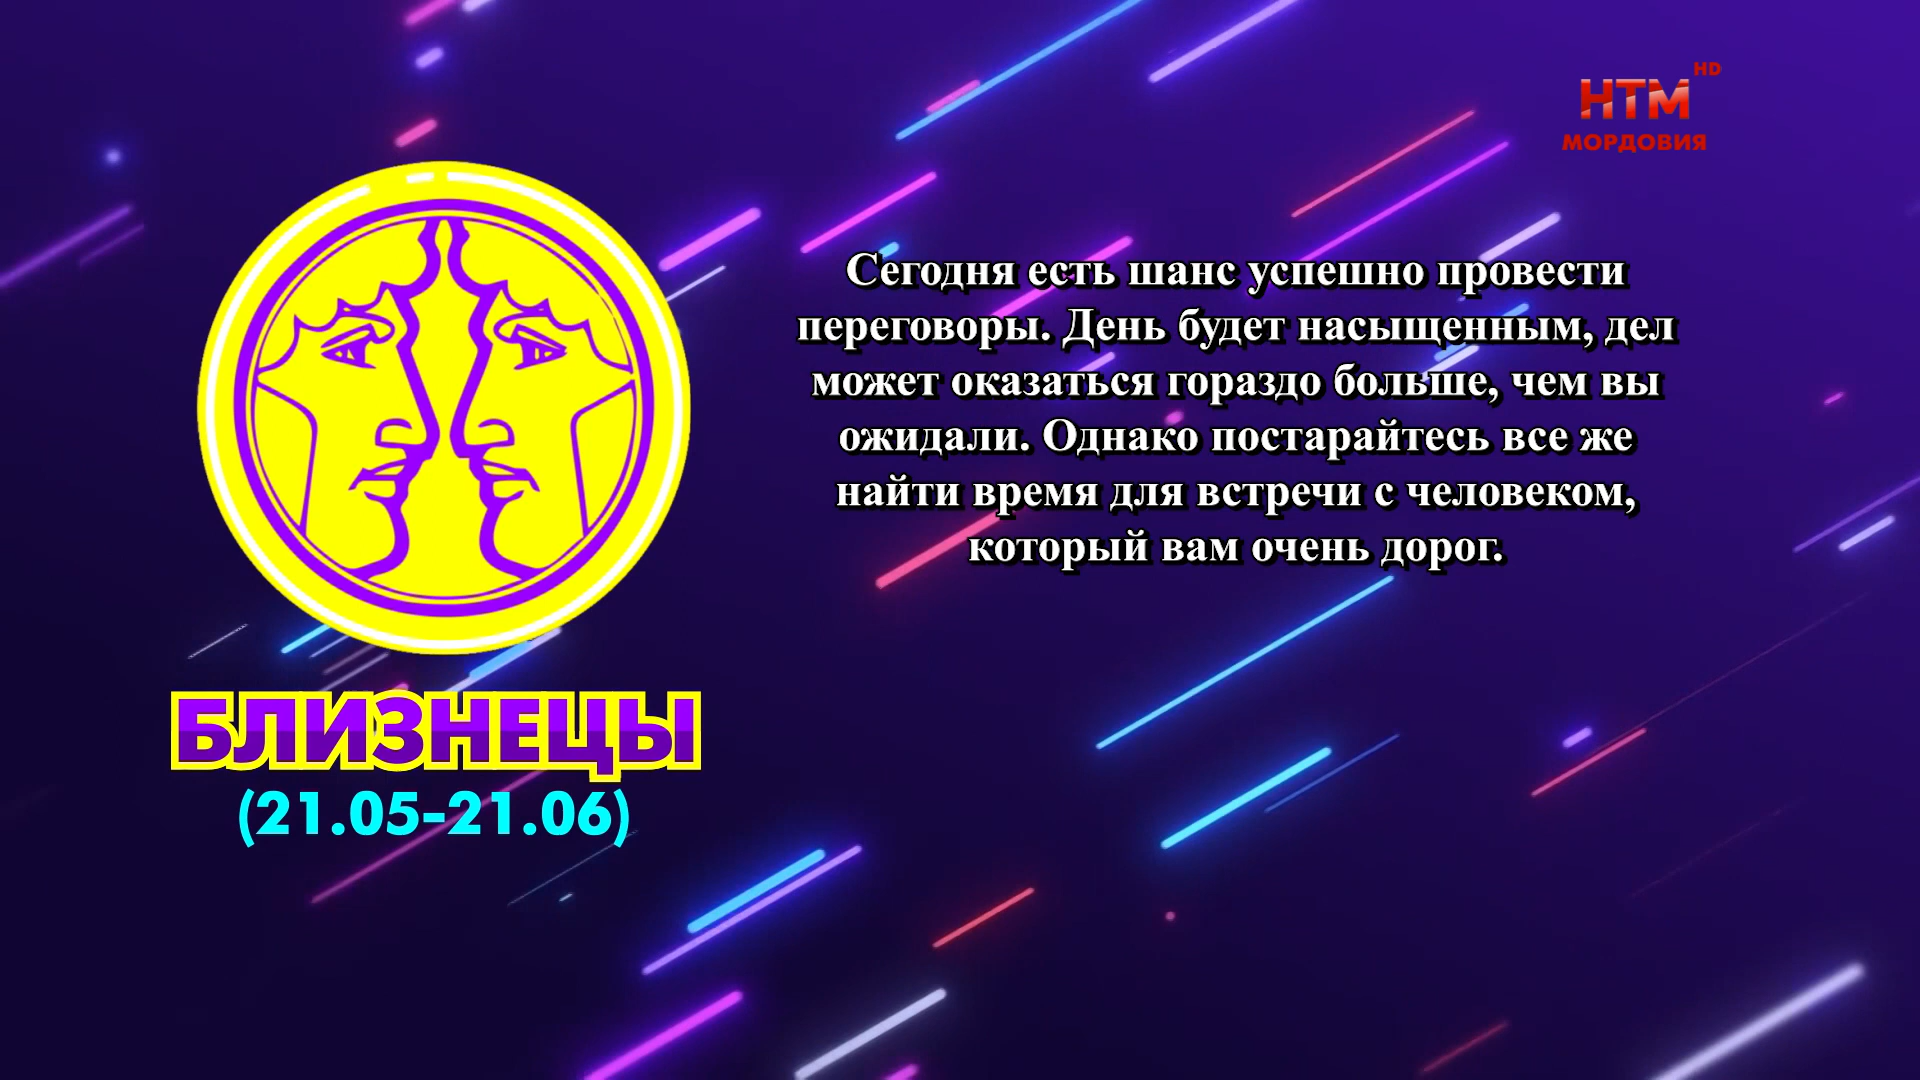 HD
НТМ
МОРДОВИЯ
Сегодня есть шанс успешно провести
переговоры. День будет насыщенным, дел
может оказаться гораздо больше, чем вы
ожидали. Однако постарайтесь все же
найти время для встречи с человеком,
который вам очень дорог.
БЛИЗНЕЦЫ
(21.05-21.06)